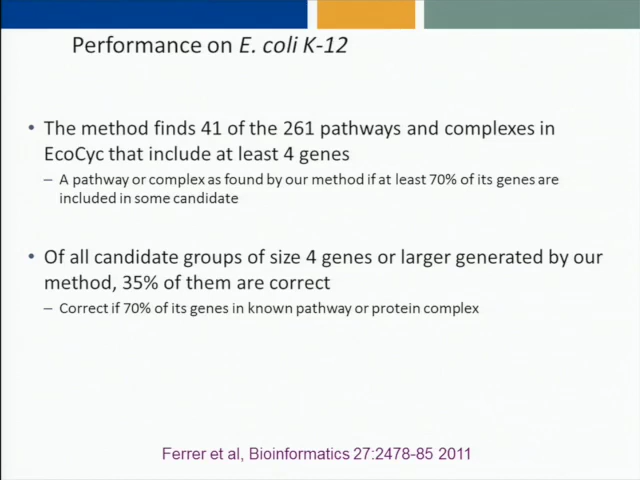 Performance on E. coli K-12
• The method finds 41 of the 261 pathways and complexes in
EcoCyc that include at least 4 genes
– A pathway or complex as found by our method if at least 70% of its genes are
included in some candidate
• Of all candidate groups of size 4 genes or larger generated by our
method, 35% of them are correct
– Correct if 70% of its genes in known pathway or protein complex
Ferrer et al, Bioinformatics 27:2478-85 2011